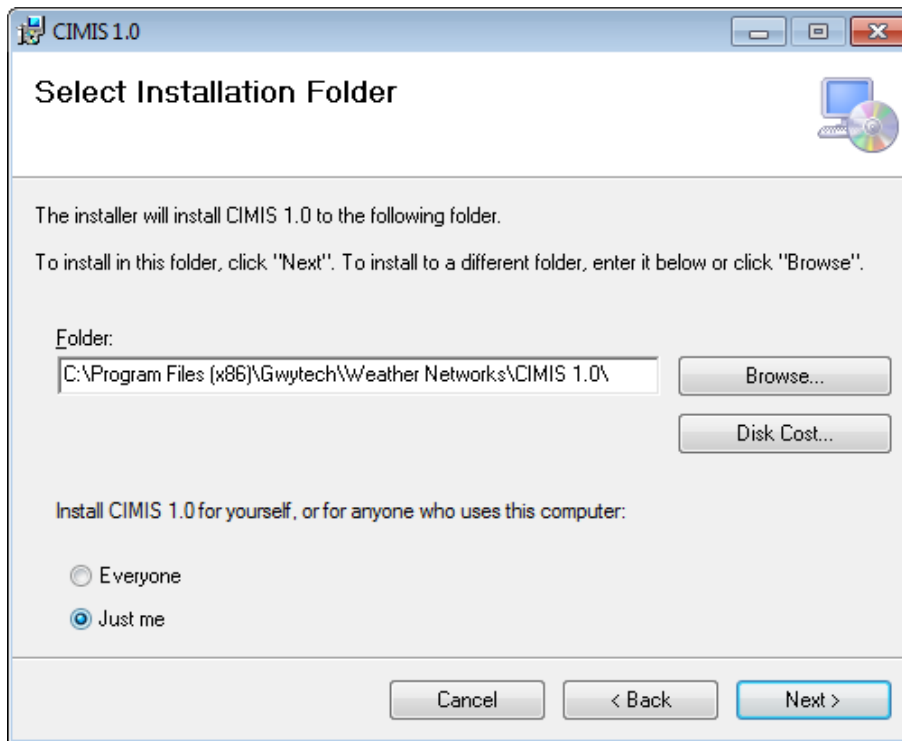 CIMIS 1.0
Select Installation Folder
The installer will install CIMIS 1.0 to the following folder.
To install in this folder, click "Next". To install to a different folder, enter it below or click "Browse".
Folder:
C:\Program Files (x86)\Gwytech\Weather Networks\CIMIS 1.0\
Browse...
Disk Cost...
Install CIMIS 1.0 for yourself, or for anyone who uses this computer:
Everyone
Just me
Cancel
< Back
Next >